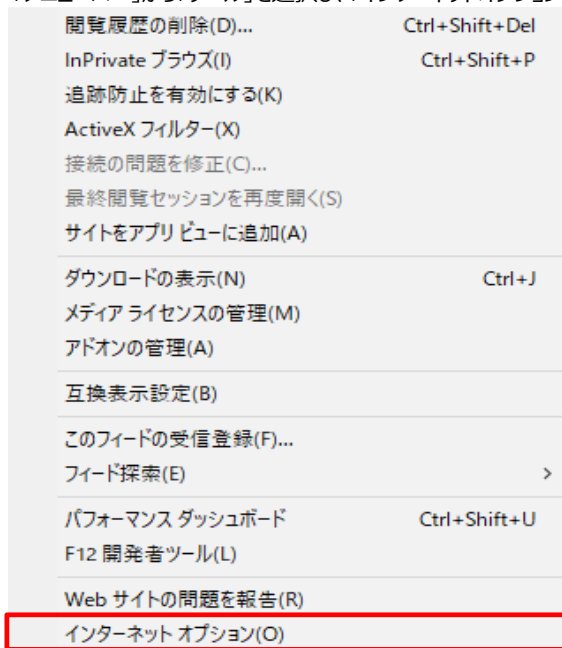 閲覧履歴の削除(D)... Ctrl+Shift+Del
InPrivate ブラウズ(I) Ctrl+Shift+P
追跡防止を有効にする(K)
ActiveX フィルター(X)
接続の問題を修正(C)...
最終閲覧セッションを再度開く(S)
サイトをアプリ ビューに追加(A)
ダウンロードの表示(N) Ctrl+J
メディア ライセンスの管理(M)
アドオンの管理(A)
互換表示設定(B)
このフィードの受信登録(F)...
フィード探索(E) >
パフォーマンス ダッシュボード Ctrl+Shift+U
F12 開発者ツール(L)
Web サイトの問題を報告(R)
インターネット オプション(O)